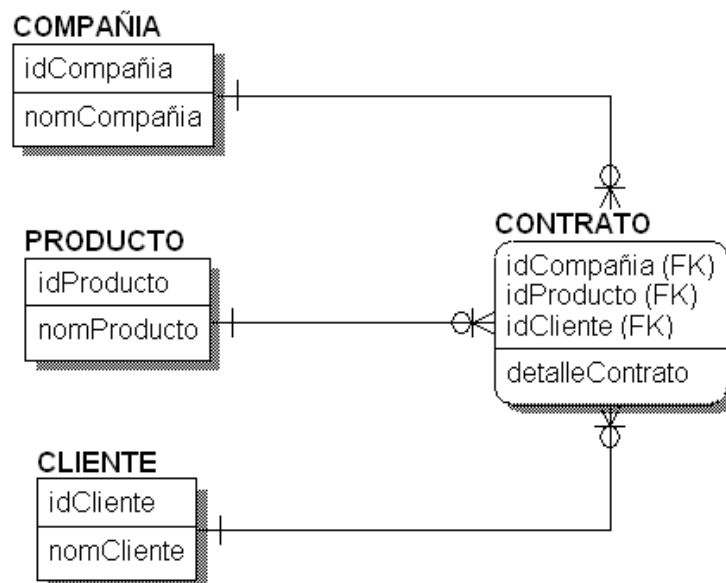 COMPAÑIA
idCompañia
nomCompañia
PRODUCTO
idProducto
nomProducto
CLIENTE
idCliente
nomCliente
CONTRATO
idCompañia (FK)
idProducto (FK)
idCliente (FK)
detalleContrato